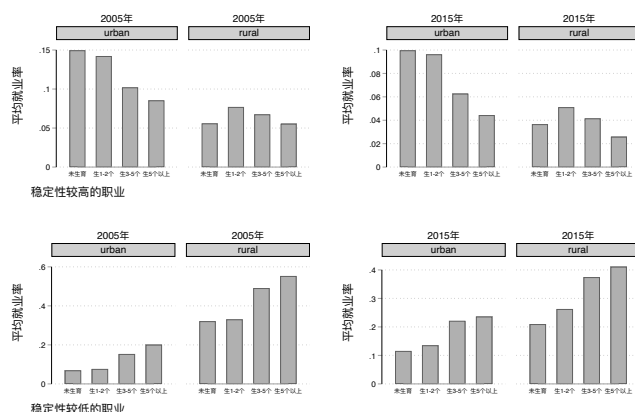 2005年 2005年
urban rural
平均就业率
.15
.1
.05
0
未生育 生1-2个 生3-5个 生5个以上 未生育 生1-2个 生3-5个 生5个以上
稳定性较高的职业
2015年 2015年
urban rural
平均就业率
.1
.08
.06
.04
.02
0
未生育 生1-2个 生3-5个 生5个以上 未生育 生1-2个 生3-5个 生5个以上
2005年 2005年
urban rural
平均就业率
.6
.4
.2
0
未生育 生1-2个 生3-5个 生5个以上 未生育 生1-2个 生3-5个 生5个以上
稳定性较低的职业
2015年 2015年
urban rural
平均就业率
.4
.3
.2
.1
0
未生育 生1-2个 生3-5个 生5个以上 未生育 生1-2个 生3-5个 生5个以上